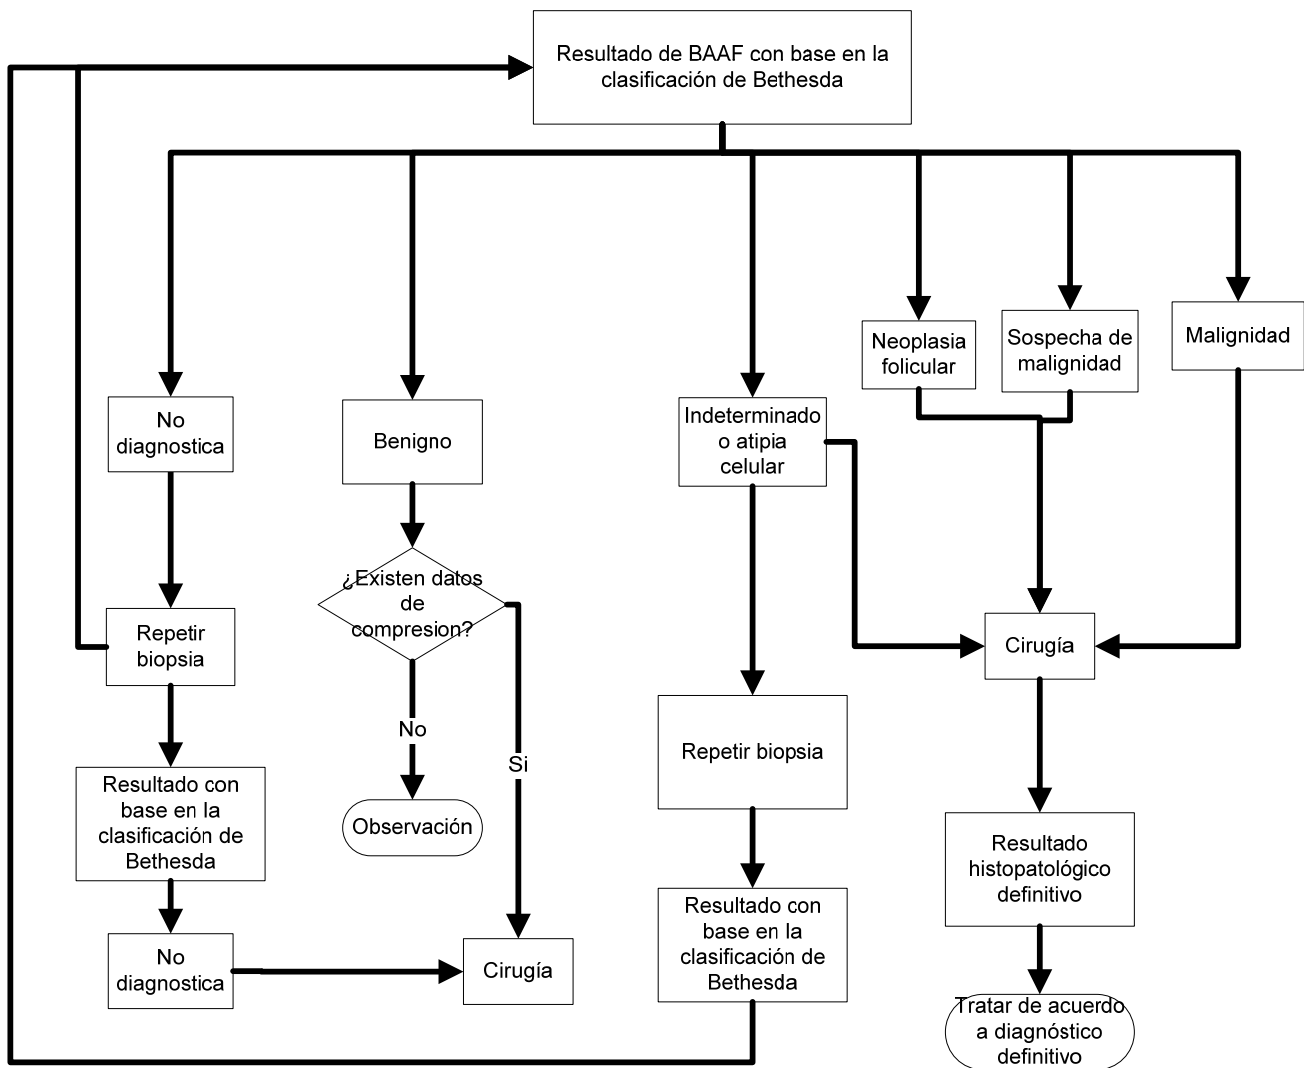 Resultado de BAAF con base en la
clasificación de Bethesda
No
diagnostica
Benigno
Indeterminado
o atipia
celular
Neoplasia
folicular
Sospecha de
malignidad
Malignidad
¿Existen datos
de
compresion?
Repetir
biopsia
Cirugía
No
Si
Repetir biopsia
Resultado con
base en la
clasificación de
Bethesda
Observación
Resultado
histopatológico
definitivo
No
diagnostica
Cirugía
Resultado con
base en la
clasificación de
Bethesda
Tratar de acuerdo
a diagnóstico
definitivo